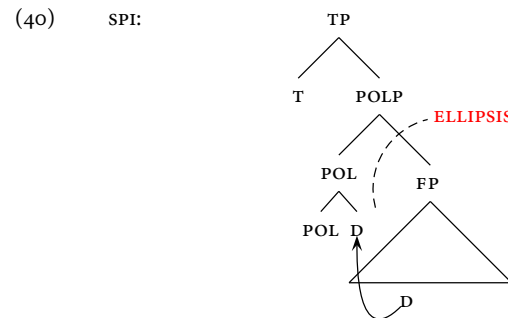 (40) SPI: TP
T POLP
ELLIPSIS
POL FP
POL D
D